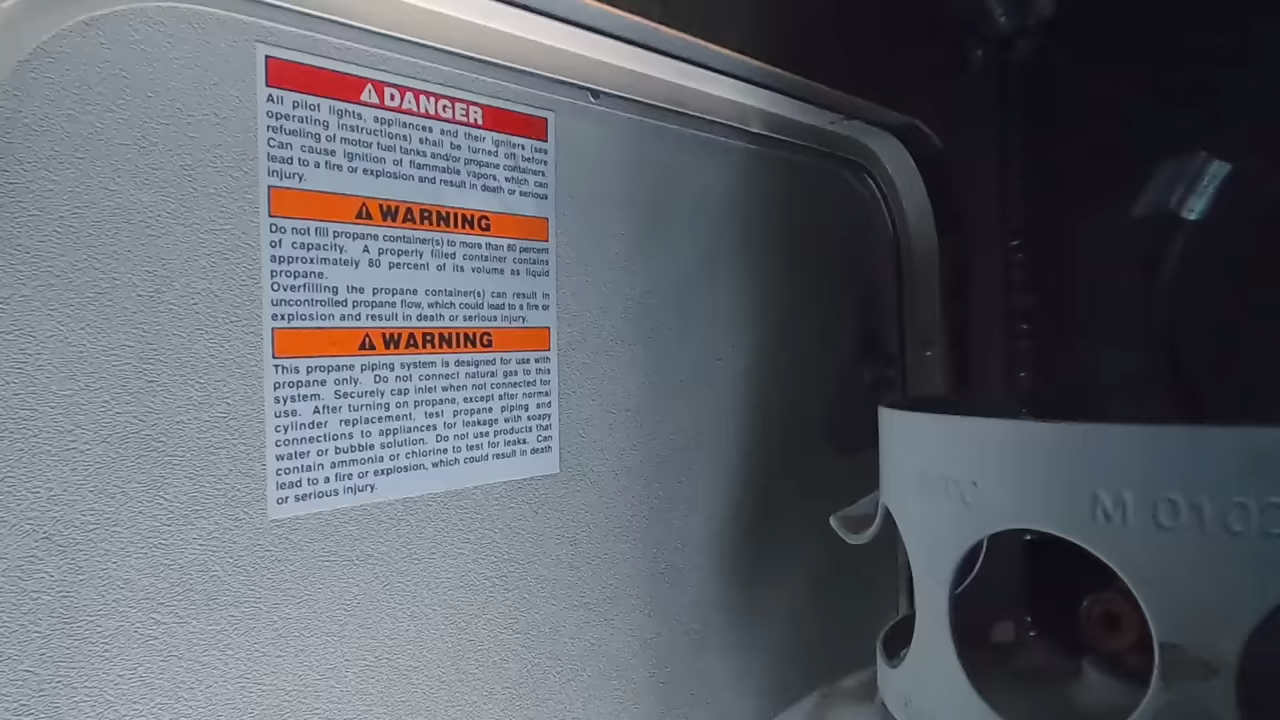 DANGER
All pilot lights, appliances and their igniters (see
operating instructions) shall be turned off before
refueling of motor fuel tanks and/or propane containers.
Can cause ignition of flammable vapors, which can
lead to a fire or explosion and result in death or serious
injury.
WARNING
Do not fill propane container(s) to more than 80 percent
of capacity. A properly filled container contains
approximately 80 percent of its volume as liquid
propane.
Overfilling the propane container(s) can result in
uncontrolled propane flow, which could lead to a fire or
explosion and result in death or serious injury.
WARNING
This propane piping system is designed for use with
propane only. Do not connect natural gas to this
system. Securely cap inlet when not connected for
use. After turning on propane, except after normal
cylinder replacement, test propane piping and
connections to appliances for leakage with soapy
water or bubble solution. Do not use products that
contain ammonia or chlorine to test for leaks. Can
lead to a fire or explosion, which could result in death
or serious injury.
M 0102